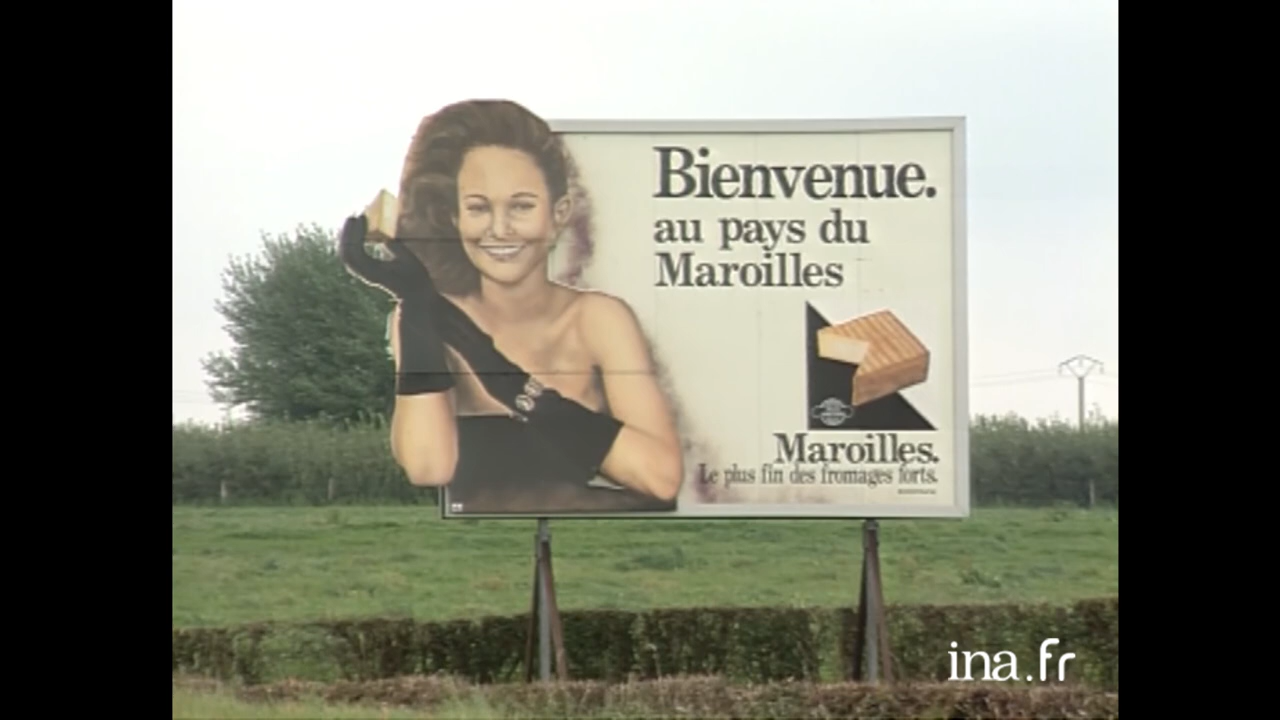 Bienvenue.
au pays du
Maroilles
Maroilles.
Le plus fin des fromages forts.
ina.fr